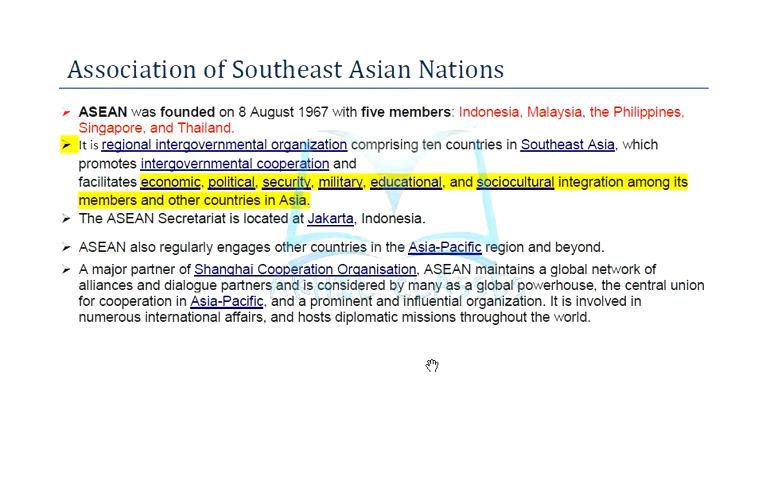 Association of Southeast Asian Nations
➢ ASEAN was founded on 8 August 1967 with five members: Indonesia, Malaysia, the Philippines,
Singapore, and Thailand.
➢ It is regional intergovernmental organization comprising ten countries in Southeast Asia, which
promotes intergovernmental cooperation and
facilitates economic, political, security, military, educational, and sociocultural integration among its
members and other countries in Asia.
➢ The ASEAN Secretariat is located at Jakarta, Indonesia.
➢ ASEAN also regularly engages other countries in the Asia-Pacific region and beyond.
➢ A major partner of Shanghai Cooperation Organisation, ASEAN maintains a global network of
alliances and dialogue partners and is considered by many as a global powerhouse, the central union
for cooperation in Asia-Pacific, and a prominent and influential organization. It is involved in
numerous international affairs, and hosts diplomatic missions throughout the world.